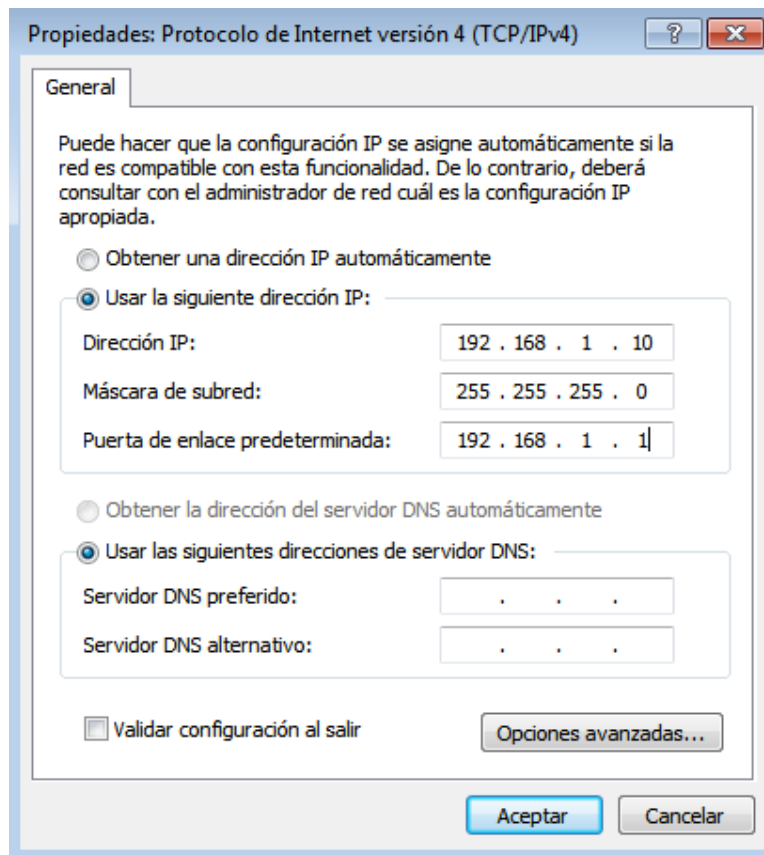 Propiedades: Protocolo de Internet versión 4 (TCP/IPv4)
General
Puede hacer que la configuración IP se asigne automáticamente si la
red es compatible con esta funcionalidad. De lo contrario, deberá
consultar con el administrador de red cuál es la configuración IP
apropiada.
Obtener una dirección IP automáticamente
Usar la siguiente dirección IP:
Dirección IP: 192 . 168 . 1 . 10
Máscara de subred: 255 . 255 . 255 . 0
Puerta de enlace predeterminada: 192 . 168 . 1 . 1
Obtener la dirección del servidor DNS automáticamente
Usar las siguientes direcciones de servidor DNS:
Servidor DNS preferido: . . .
Servidor DNS alternativo: . . .
Validar configuración al salir
Opciones avanzadas...
Aceptar Cancelar